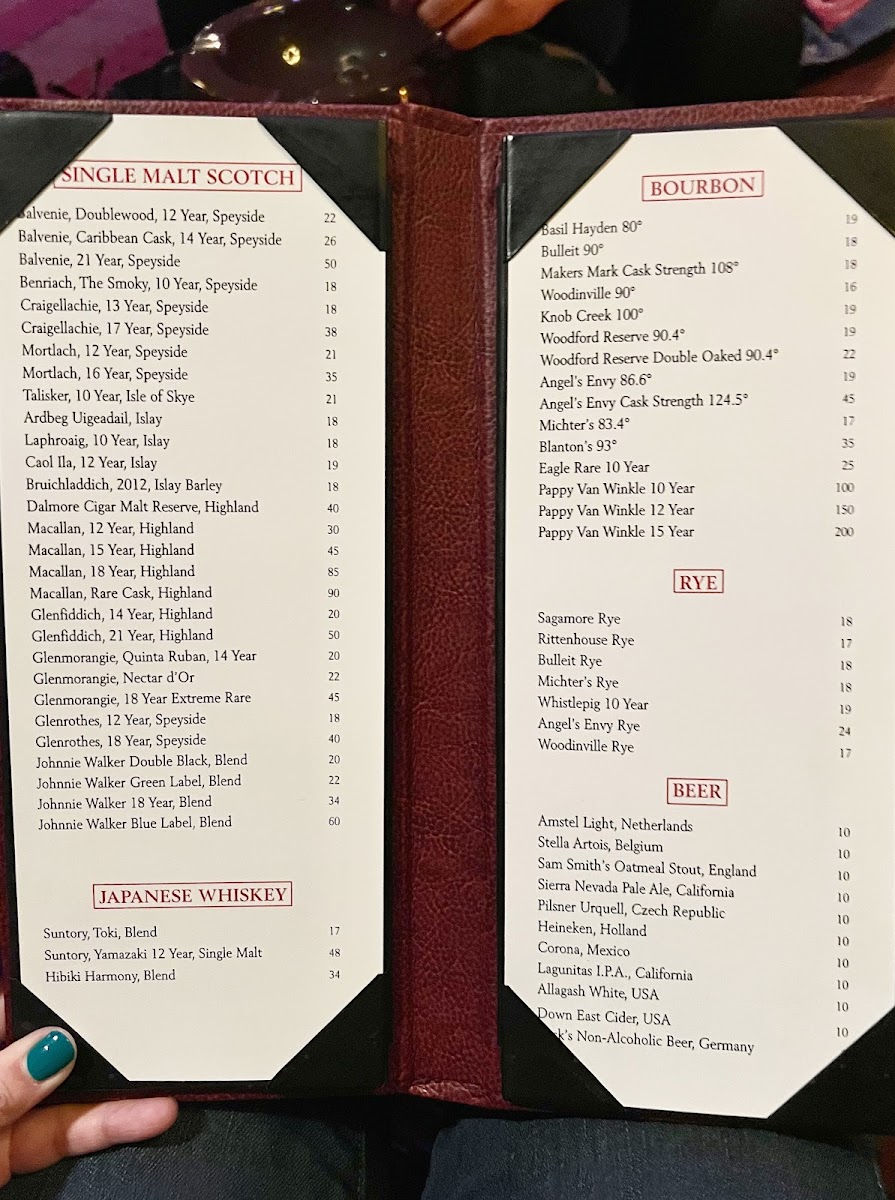 SINGLE MALT SCOTCH
Balvenie, Doublewood, 12 Year, Speyside 22
Balvenie, Caribbean Cask, 14 Year, Speyside 26
Balvenie, 21 Year, Speyside 50
Benriach, The Smoky, 10 Year, Speyside 18
Craigellachie, 13 Year, Speyside 18
Craigellachie, 17 Year, Speyside 38
Mortlach, 12 Year, Speyside 21
Mortlach, 16 Year, Speyside 35
Talisker, 10 Year, Isle of Skye 21
Ardbeg Uigeadail, Islay 18
Laphroaig, 10 Year, Islay 18
Caol Ila, 12 Year, Islay 19
Bruichladdich, 2012, Islay Barley 18
Dalmore Cigar Malt Reserve, Highland 40
Macallan, 12 Year, Highland 30
Macallan, 15 Year, Highland 45
Macallan, 18 Year, Highland 85
Macallan, Rare Cask, Highland 90
Glenfiddich, 14 Year, Highland 20
Glenfiddich, 21 Year, Highland 50
Glenmorangie, Quinta Ruban, 14 Year 20
Glenmorangie, Nectar d'Or 22
Glenmorangie, 18 Year Extreme Rare 45
Glenrothes, 12 Year, Speyside 18
Glenrothes, 18 Year, Speyside 40
Johnnie Walker Double Black, Blend 20
Johnnie Walker Green Label, Blend 22
Johnnie Walker 18 Year, Blend 34
Johnnie Walker Blue Label, Blend 60
JAPANESE WHISKEY
Suntory, Toki, Blend 17
Suntory, Yamazaki 12 Year, Single Malt 48
Hibiki Harmony, Blend 34
BOURBON
Basil Hayden 80° 19
Bulleit 90° 18
Makers Mark Cask Strength 108° 18
Woodinville 90° 16
Knob Creek 100° 19
Woodford Reserve 90.4° 19
Woodford Reserve Double Oaked 90.4° 22
Angel's Envy 86.6° 19
Angel's Envy Cask Strength 124.5° 45
Michter's 83.4° 17
Blanton's 93° 35
Eagle Rare 10 Year 25
Pappy Van Winkle 10 Year 100
Pappy Van Winkle 12 Year 150
Pappy Van Winkle 15 Year 200
RYE
Sagamore Rye 18
Rittenhouse Rye 17
Bulleit Rye 18
Michter's Rye 18
Whistlepig 10 Year 19
Angel's Envy Rye 24
Woodinville Rye 17
BEER
Amstel Light, Netherlands 10
Stella Artois, Belgium 10
Sam Smith's Oatmeal Stout, England 10
Sierra Nevada Pale Ale, California 10
Pilsner Urquell, Czech Republic 10
Heineken, Holland 10
Corona, Mexico 10
Lagunitas I.P.A., California 10
Allagash White, USA 10
Down East Cider, USA 10
Non-Alcoholic Beer, Germany